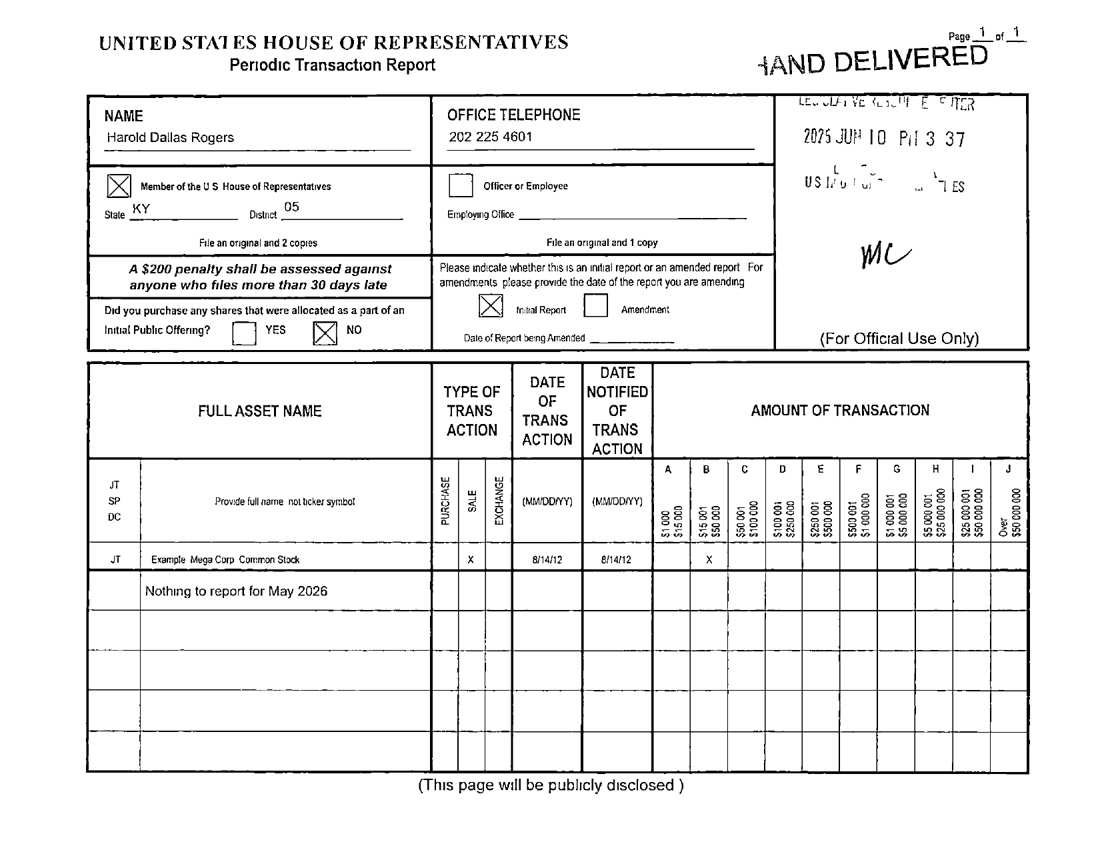 Page 1 of 1
UNITED STATES HOUSE OF REPRESENTATIVES
Periodic Transaction Report
HAND DELIVERED
NAME
Harold Dallas Rogers
OFFICE TELEPHONE
202 225 4601
PM 3 37
MC
(For Official Use Only)
Member of the U S House of Representatives
State KY District 05
File an original and 2 copies
Officer or Employee
Employing Office
File an original and 1 copy
A $200 penalty shall be assessed against
anyone who files more than 30 days late
Please indicate whether this is an initial report or an amended report For
amendments please provide the date of the report you are amending
Initial Report Amendment
Date of Report being Amended
Did you purchase any shares that were allocated as a part of an
Initial Public Offering? YES NO
FULL ASSET NAME
TYPE OF
TRANS
ACTION
DATE
OF
TRANS
ACTION
DATE
NOTIFIED
OF
TRANS
ACTION
AMOUNT OF TRANSACTION
JT
SP
DC
Provide full name not ticker symbol
PURCHASE
SALE
EXCHANGE
(MM/DD/YY)
(MM/DD/YY)
A B C D E F G H I J
$1 000
$15 000
$15 001
$50 000
$50 001
$100 000
$100 001
$250 000
$250 001
$500 000
$500 001
$1 000 000
$1 000 001
$5 000 000
$5 000 001
$25 000 000
$25 000 001
$50 000 000
Over
$50 000 000
JT Example Mega Corp Common Stock X 8/14/12 8/14/12 X
Nothing to report for May 2026
(This page will be publicly disclosed )